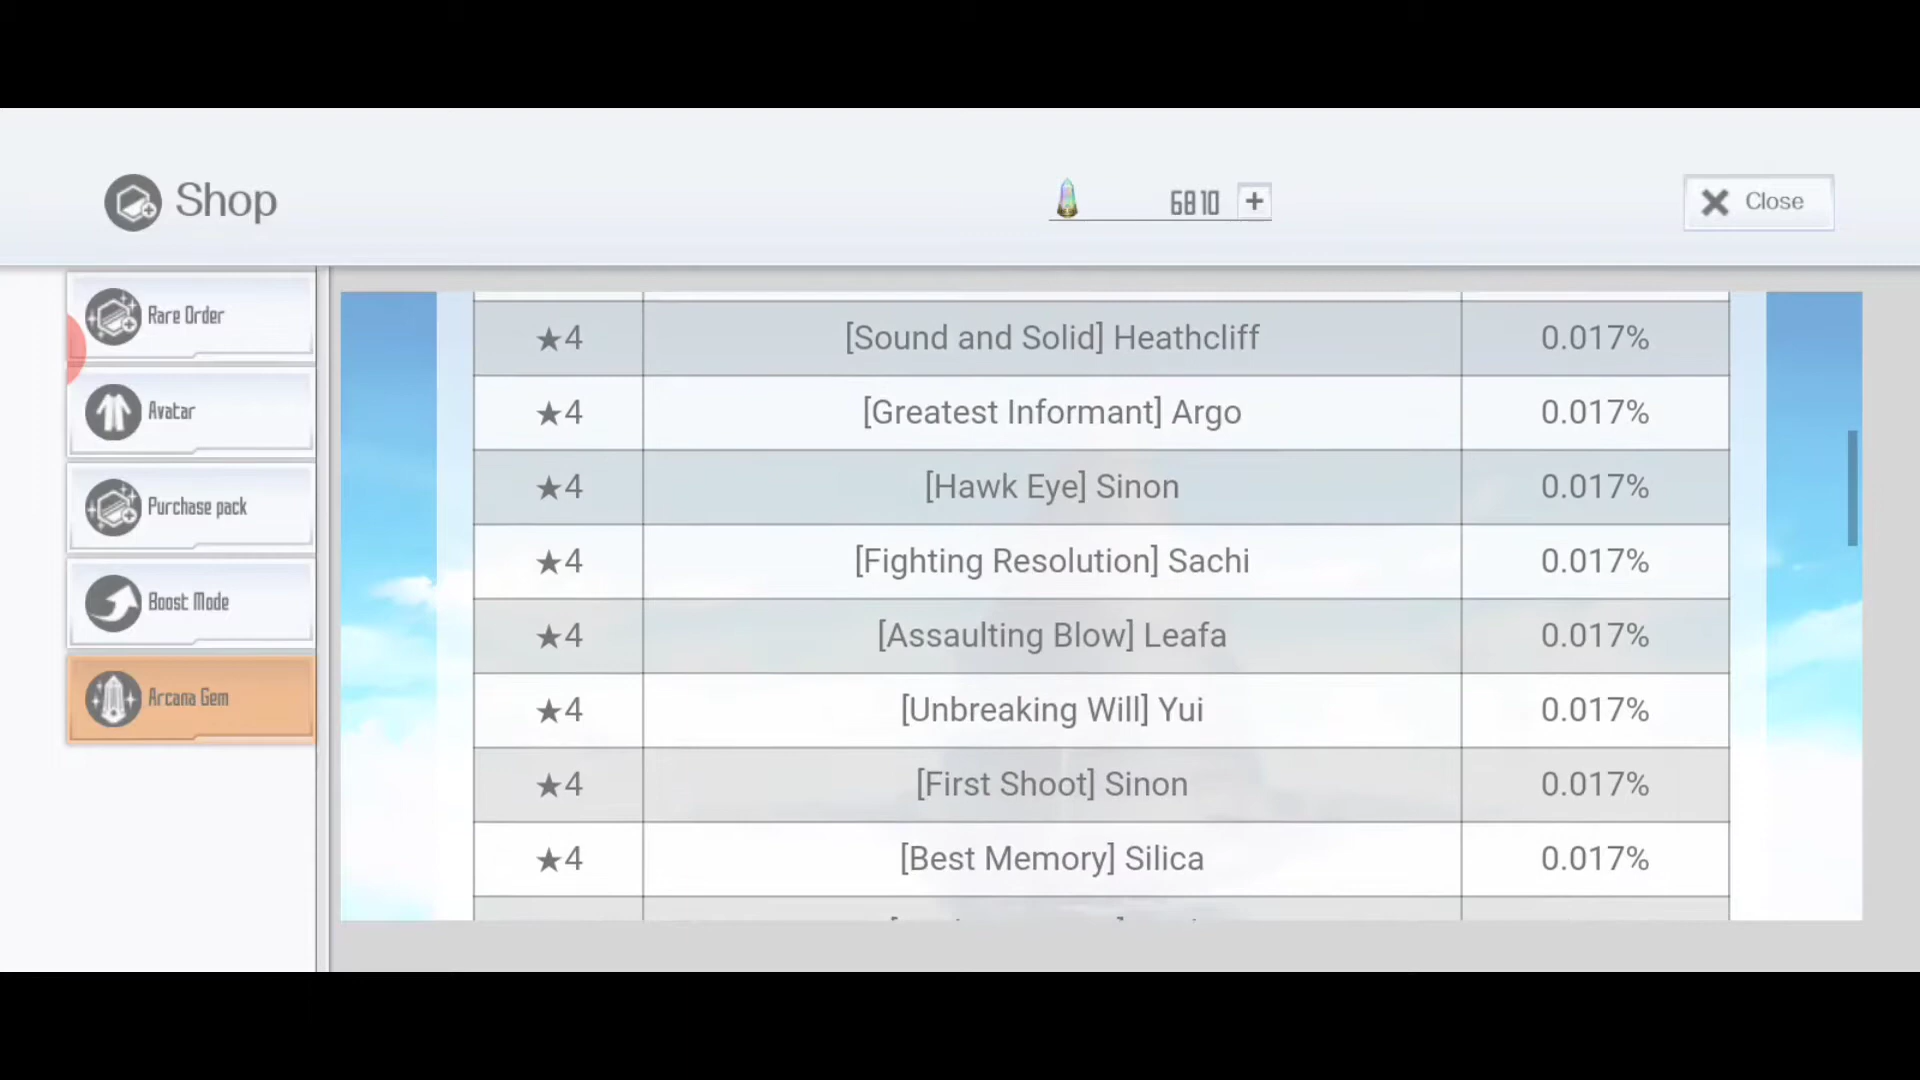 Shop
6810
+
Close
Rare Order
Avatar
Purchase pack
Boost Mode
Arcana Gem
★4 [Sound and Solid] Heathcliff 0.017%
★4 [Greatest Informant] Argo 0.017%
★4 [Hawk Eye] Sinon 0.017%
★4 [Fighting Resolution] Sachi 0.017%
★4 [Assaulting Blow] Leafa 0.017%
★4 [Unbreaking Will] Yui 0.017%
★4 [First Shoot] Sinon 0.017%
★4 [Best Memory] Silica 0.017%